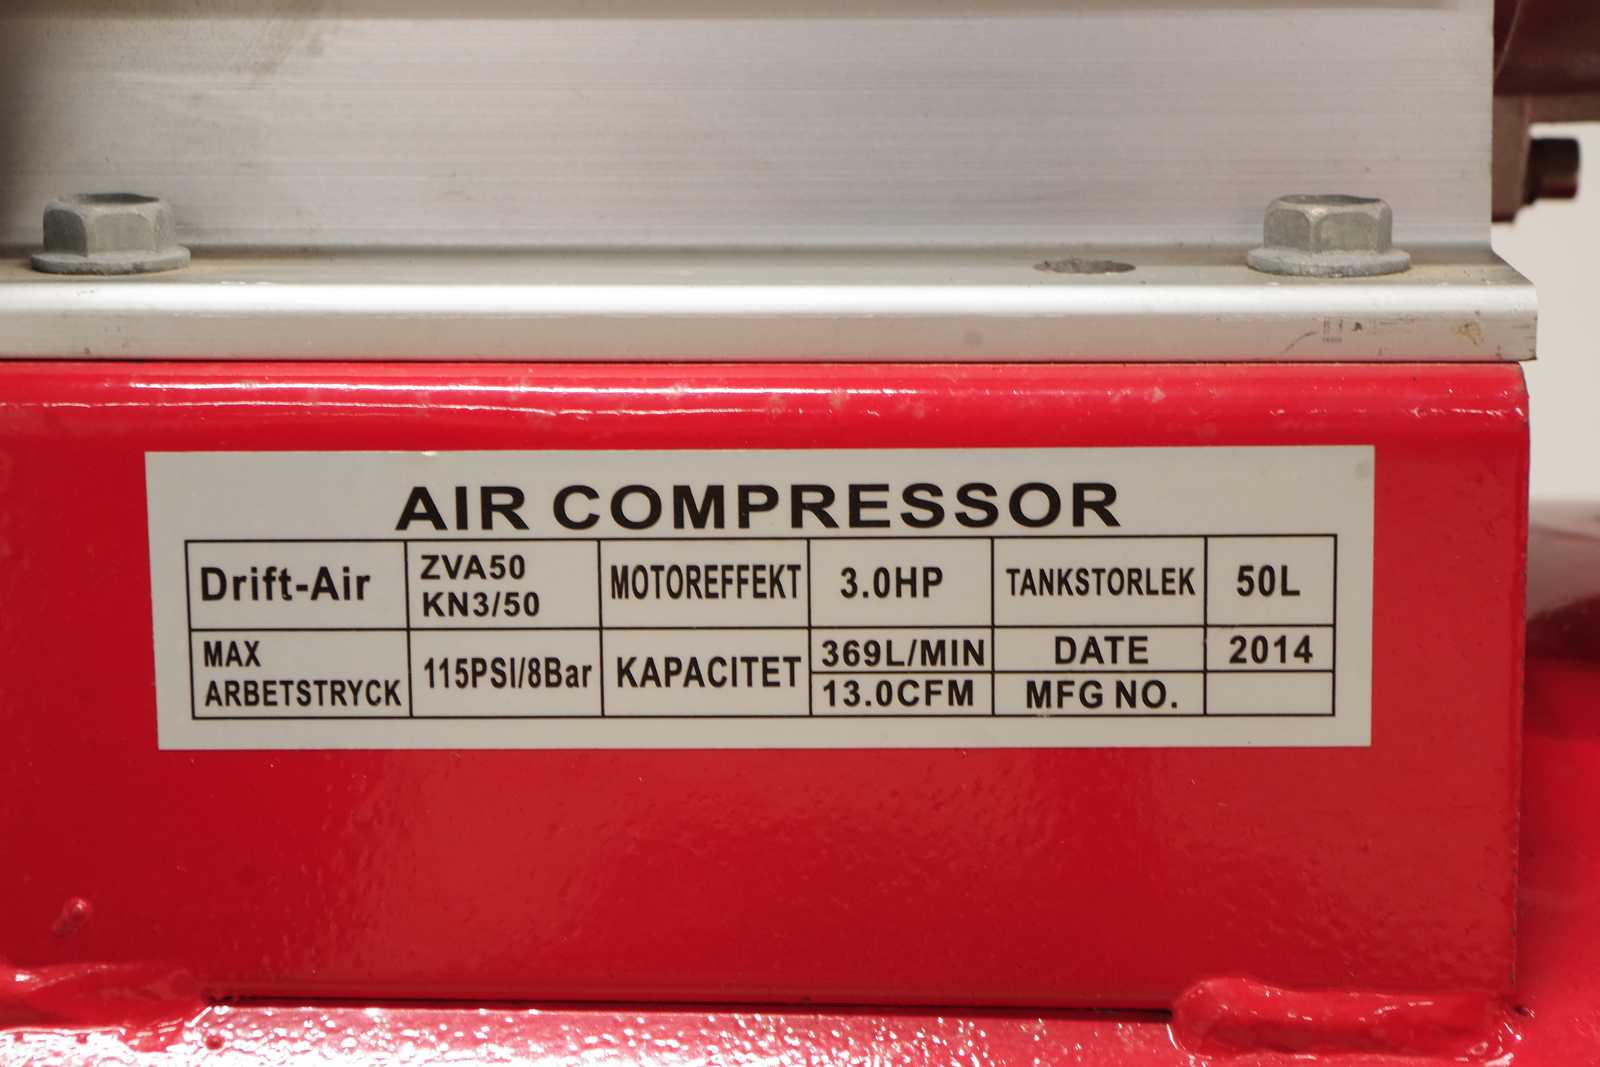 AIR COMPRESSOR
Drift-Air
ZVA50
KN3/50
MOTOREFFEKT
3.0HP
TANKSTORLEK
50L
MAX
ARBETSTRYCK
115PSI/8Bar
KAPACITET
369L/MIN
13.0CFM
DATE
2014
MFG NO.